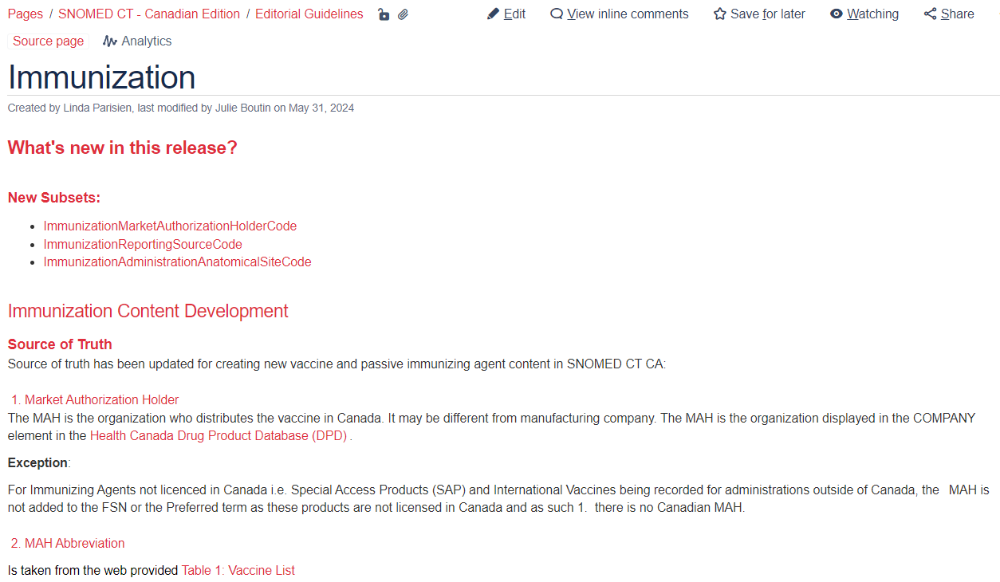 Pages / SNOMED CT - Canadian Edition / Editorial Guidelines Edit View inline comments Save for later Watching Share
Source page Analytics
Immunization
Created by Linda Parisien, last modified by Julie Boutin on May 31, 2024
What's new in this release?
New Subsets:
• ImmunizationMarketAuthorizationHolderCode
• ImmunizationReportingSourceCode
• ImmunizationAdministrationAnatomicalSiteCode
Immunization Content Development
Source of Truth
Source of truth has been updated for creating new vaccine and passive immunizing agent content in SNOMED CT CA:
1. Market Authorization Holder
The MAH is the organization who distributes the vaccine in Canada. It may be different from manufacturing company. The MAH is the organization displayed in the COMPANY
element in the Health Canada Drug Product Database (DPD) .
Exception:
For Immunizing Agents not licenced in Canada i.e. Special Access Products (SAP) and International Vaccines being recorded for administrations outside of Canada, the MAH is
not added to the FSN or the Preferred term as these products are not licensed in Canada and as such 1. there is no Canadian MAH.
2. MAH Abbreviation
Is taken from the web provided Table 1: Vaccine List